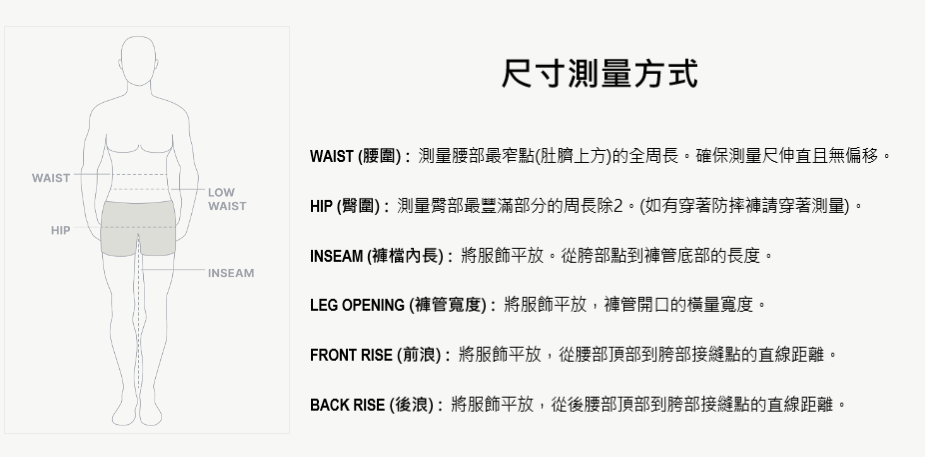 尺寸測量方式
WAIST (腰圍) : 測量腰部最窄點(肚臍上方)的全周長。確保測量尺伸直且無偏移。
WAIST
LOW
WAIST
HIP (臀圍) : 測量臀部最豐滿部分的周長除2。(如有穿著防摔褲請穿著測量)。
HIP
INSEAM (褲檔內長) : 將服飾平放。從胯部點到褲管底部的長度。
INSEAM
LEG OPENING (褲管寬度) : 將服飾平放，褲管開口的橫量寬度。
FRONT RISE (前浪) : 將服飾平放，從腰部頂部到胯部接縫點的直線距離。
BACK RISE (後浪) : 將服飾平放，從後腰部頂部到胯部接縫點的直線距離。